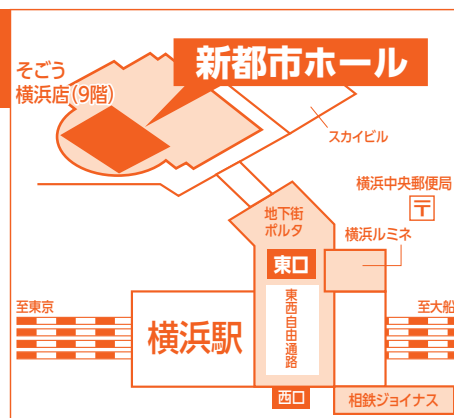 新都市ホール
そごう
横浜店(9階)
スカイビル
横浜中央郵便局
〒
地下街
ポルタ
横浜ルミネ
東口
東西自由通路
至東京
至大船
横浜駅
西口
相鉄ジョイナス